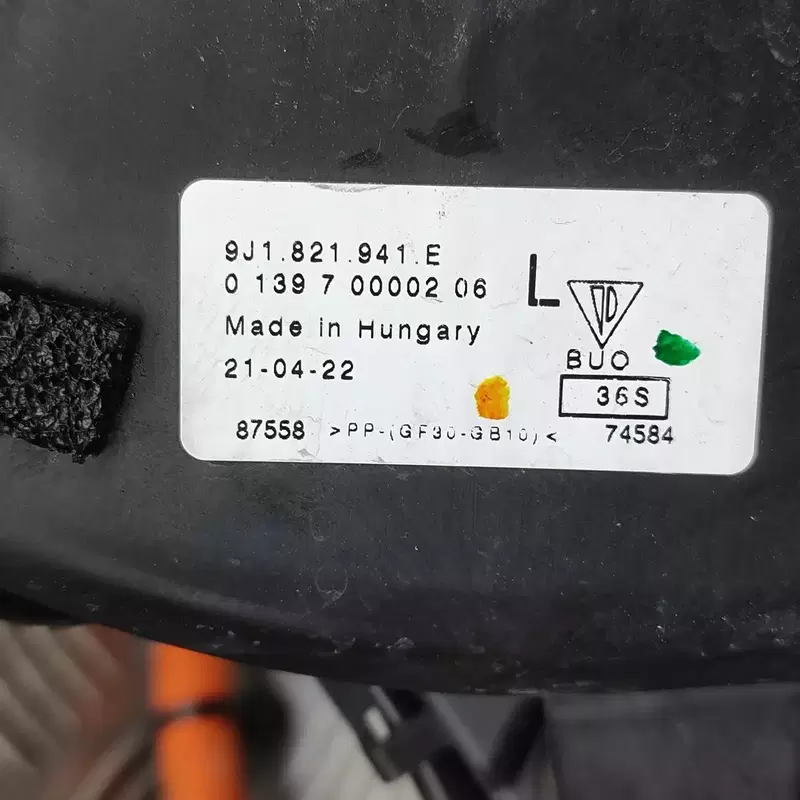 9J1.821.941.E
0 139 7 00002 06
Made in Hungary
21-04-22
L
BUO
36S
87558 >PP-(GF30-GB10)< 74584